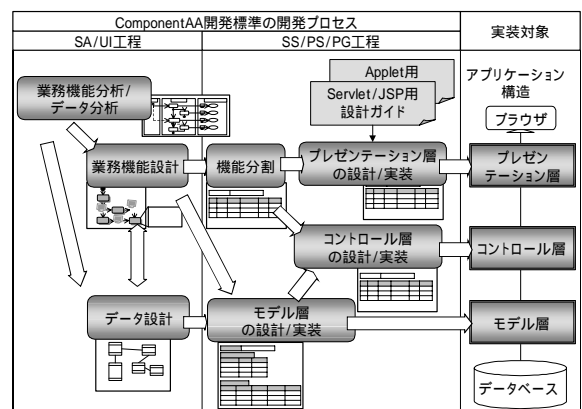 ComponentAA開発標準の開発プロセス
実装対象
SA/UI工程
SS/PS/PG工程
Applet用
Servlet/JSP用
設計ガイド
アプリケーション
構造
ブラウザ
業務機能分析/
データ分析
業務機能設計
機能分割
プレゼンテーション層
の設計/実装
プレゼン
テーション層
コントロール層
の設計/実装
コントロール層
データ設計
モデル層
の設計/実装
モデル層
データベース